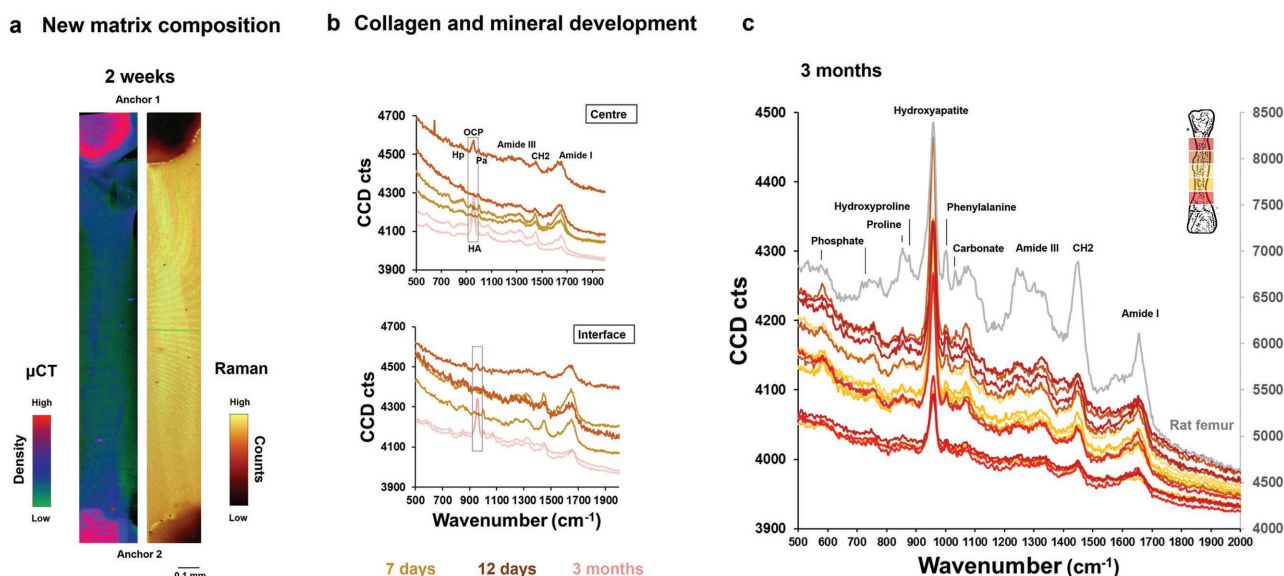 a New matrix composition
2 weeks
Anchor 1
µCT
High
Density
Low
Raman
High
Counts
Low
Anchor 2
0.1 mm
b Collagen and mineral development
Centre
4700
4500
4300
4100
3900
CCD cts
OCP
Hp
Pa
Amide III
CH2
Amide I
HA
500 700 900 1100 1300 1500 1700 1900
Interface
4700
4500
4300
4100
3900
CCD cts
500 700 900 1100 1300 1500 1700 1900
Wavenumber (cm-1)
7 days 12 days 3 months
c
3 months
4500
4400
4300
4200
4100
4000
3900
CCD cts
Hydroxyapatite
Hydroxyproline
Phenylalanine
Proline
Phosphate
Carbonate
Amide III
CH2
Amide I
Rat femur
8500
8000
7500
7000
6500
6000
5500
5000
4500
4000
500 600 700 800 900 1000 1100 1200 1300 1400 1500 1600 1700 1800 1900 2000
Wavenumber (cm-1)